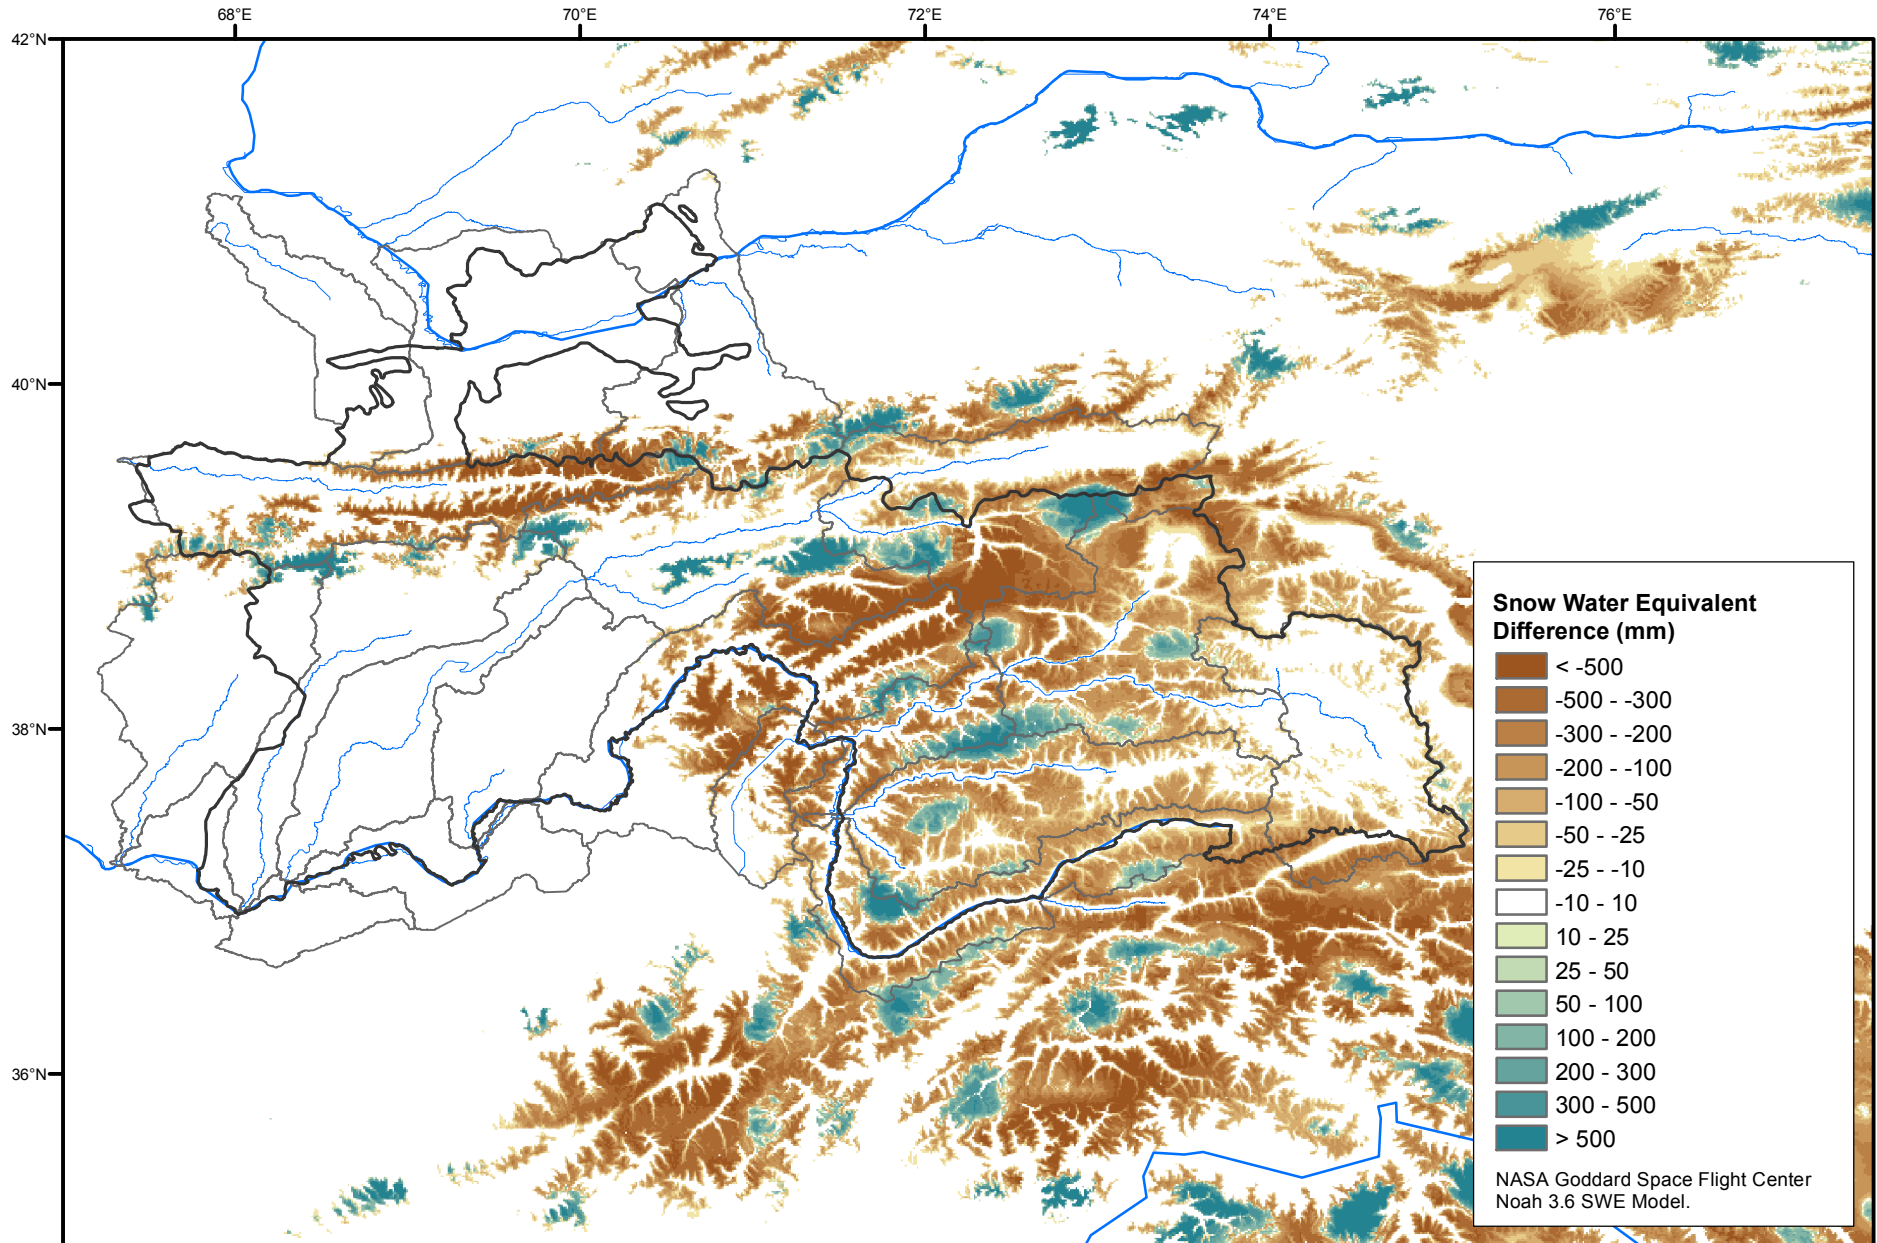 68°E 70°E 72°E 74°E 76°E
42°N
40°N
38°N
36°N
Snow Water Equivalent
Difference (mm)
< -500
-500 - -300
-300 - -200
-200 - -100
-100 - -50
-50 - -25
-25 - -10
-10 - 10
10 - 25
25 - 50
50 - 100
100 - 200
200 - 300
300 - 500
> 500
NASA Goddard Space Flight Center
Noah 3.6 SWE Model.